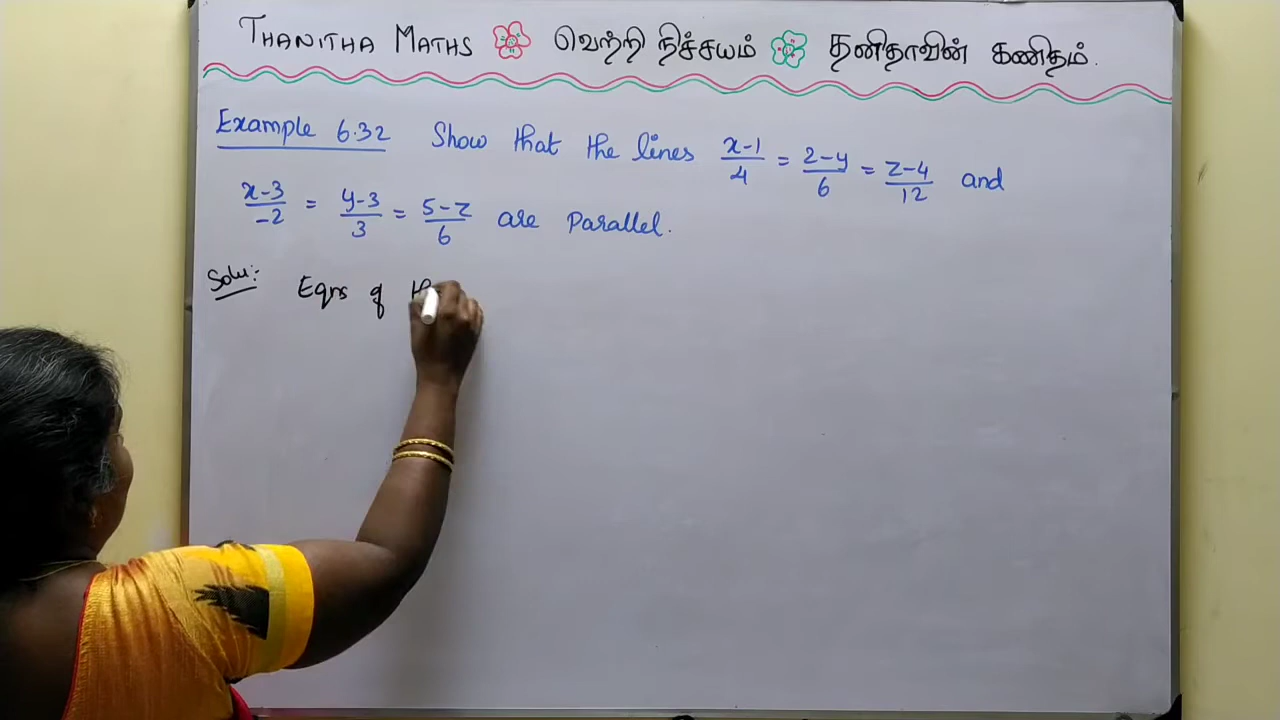 THANITHA MATHS வெற்றி நிச்சயம் தனிதாவின் கணிதம்.
Example 6.32 Show that the lines x-1/4 = 2-y/6 = z-4/12 and
x-3/-2 = y-3/3 = 5-z/6 are Parallel.
Solu:- Eqns of